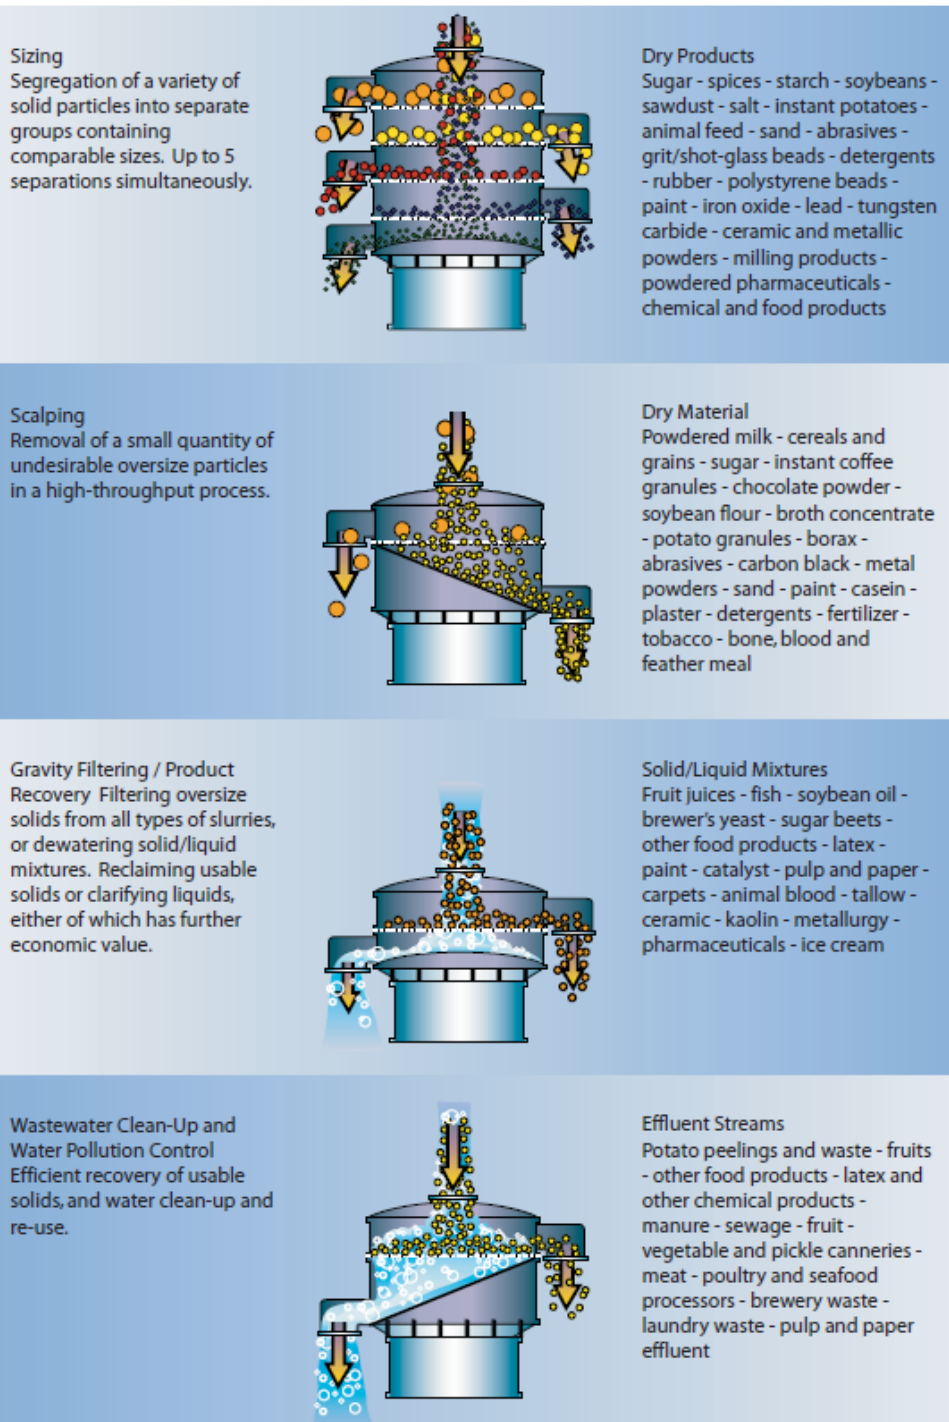 Sizing
Segregation of a variety of
solid particles into separate
groups containing
comparable sizes. Up to 5
separations simultaneously.
Dry Products
Sugar - spices - starch - soybeans -
sawdust - salt - instant potatoes -
animal feed - sand - abrasives -
grit/shot-glass beads - detergents
- rubber - polystyrene beads -
paint - iron oxide - lead - tungsten
carbide - ceramic and metallic
powders - milling products -
powdered pharmaceuticals -
chemical and food products
Scalping
Removal of a small quantity of
undesirable oversize particles
in a high-throughput process.
Dry Material
Powdered milk - cereals and
grains - sugar - instant coffee
granules - chocolate powder -
soybean flour - broth concentrate
- potato granules - borax -
abrasives - carbon black - metal
powders - sand - paint - casein -
plaster - detergents - fertilizer -
tobacco - bone, blood and
feather meal
Gravity Filtering / Product
Recovery Filtering oversize
solids from all types of slurries,
or dewatering solid/liquid
mixtures. Reclaiming usable
solids or clarifying liquids,
either of which has further
economic value.
Solid/Liquid Mixtures
Fruit juices - fish - soybean oil -
brewer's yeast - sugar beets -
other food products - latex -
paint - catalyst - pulp and paper -
carpets - animal blood - tallow -
ceramic - kaolin - metallurgy -
pharmaceuticals - ice cream
Wastewater Clean-Up and
Water Pollution Control
Efficient recovery of usable
solids, and water clean-up and
re-use.
Effluent Streams
Potato peelings and waste - fruits
- other food products - latex and
other chemical products -
manure - sewage - fruit -
vegetable and pickle canneries -
meat - poultry and seafood
processors - brewery waste -
laundry waste - pulp and paper
effluent